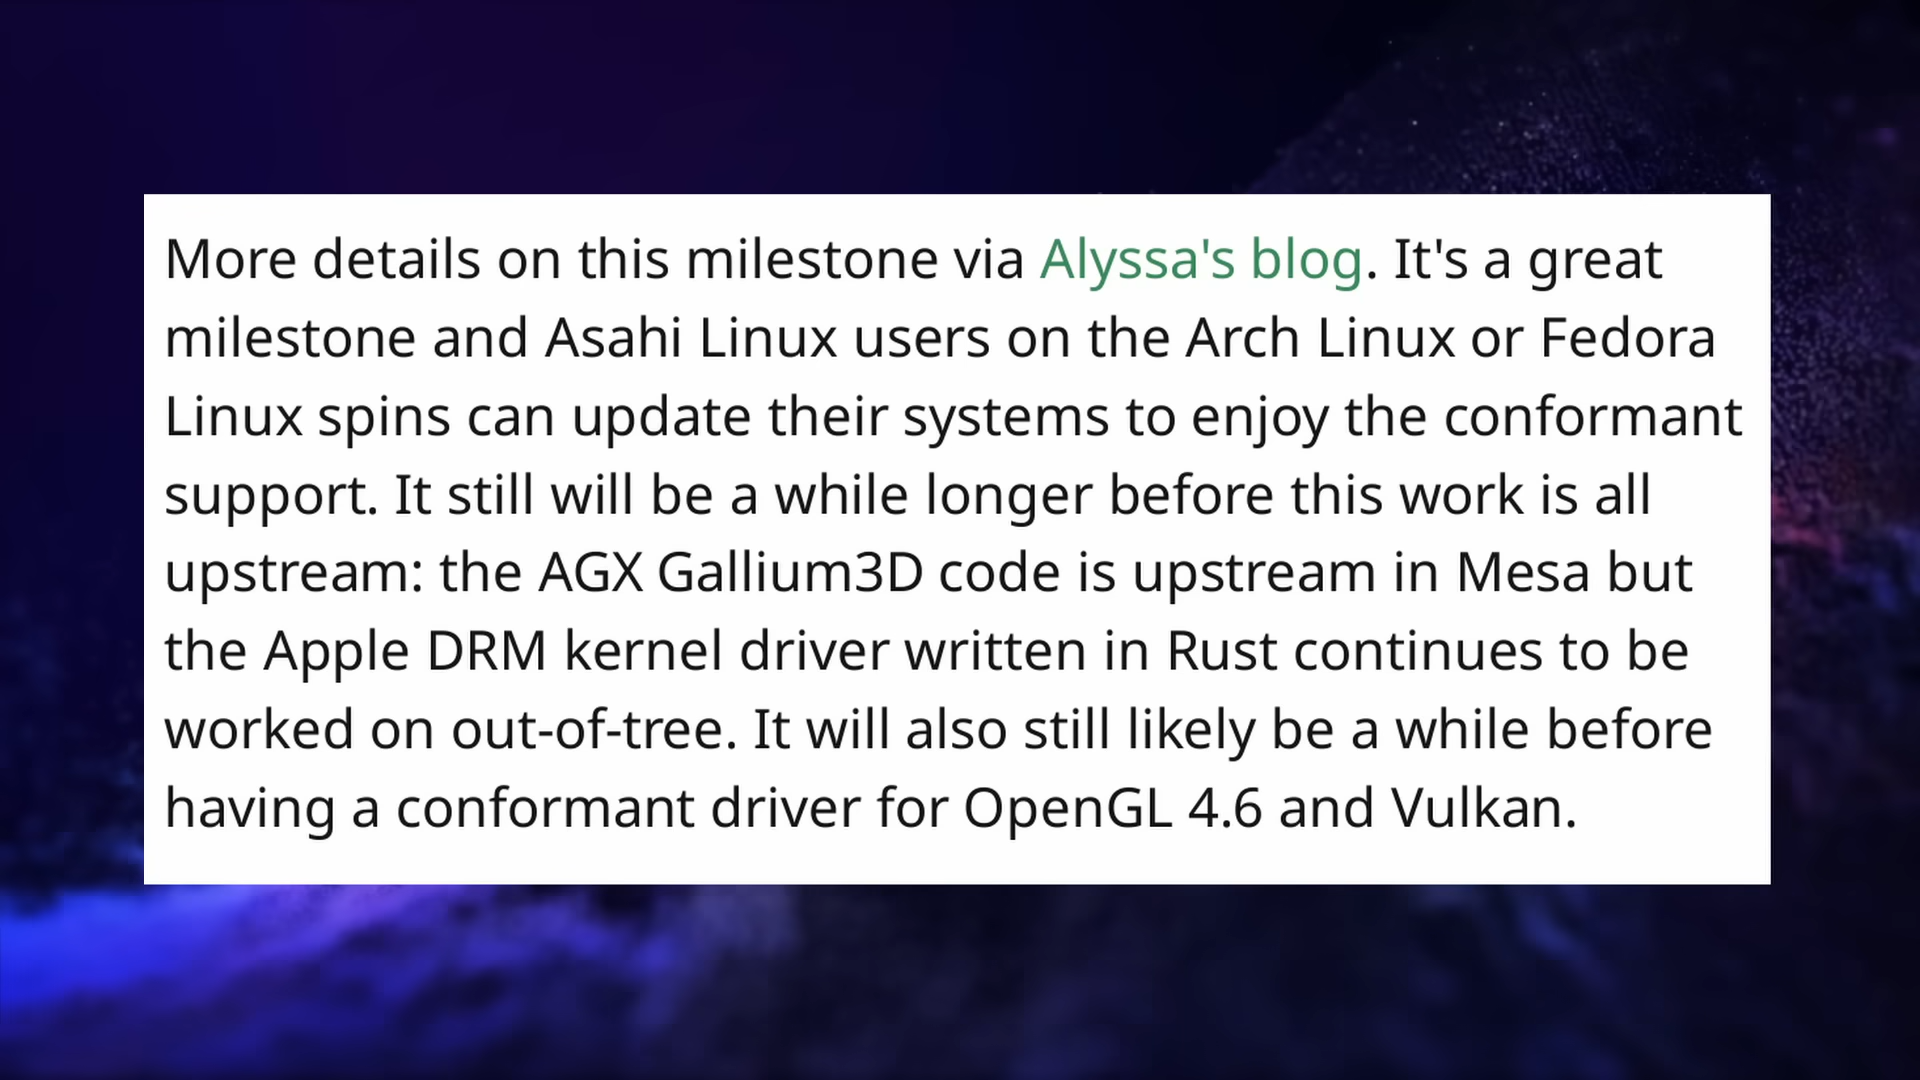 More details on this milestone via Alyssa's blog. It's a great
milestone and Asahi Linux users on the Arch Linux or Fedora
Linux spins can update their systems to enjoy the conformant
support. It still will be a while longer before this work is all
upstream: the AGX Gallium3D code is upstream in Mesa but
the Apple DRM kernel driver written in Rust continues to be
worked on out-of-tree. It will also still likely be a while before
having a conformant driver for OpenGL 4.6 and Vulkan.